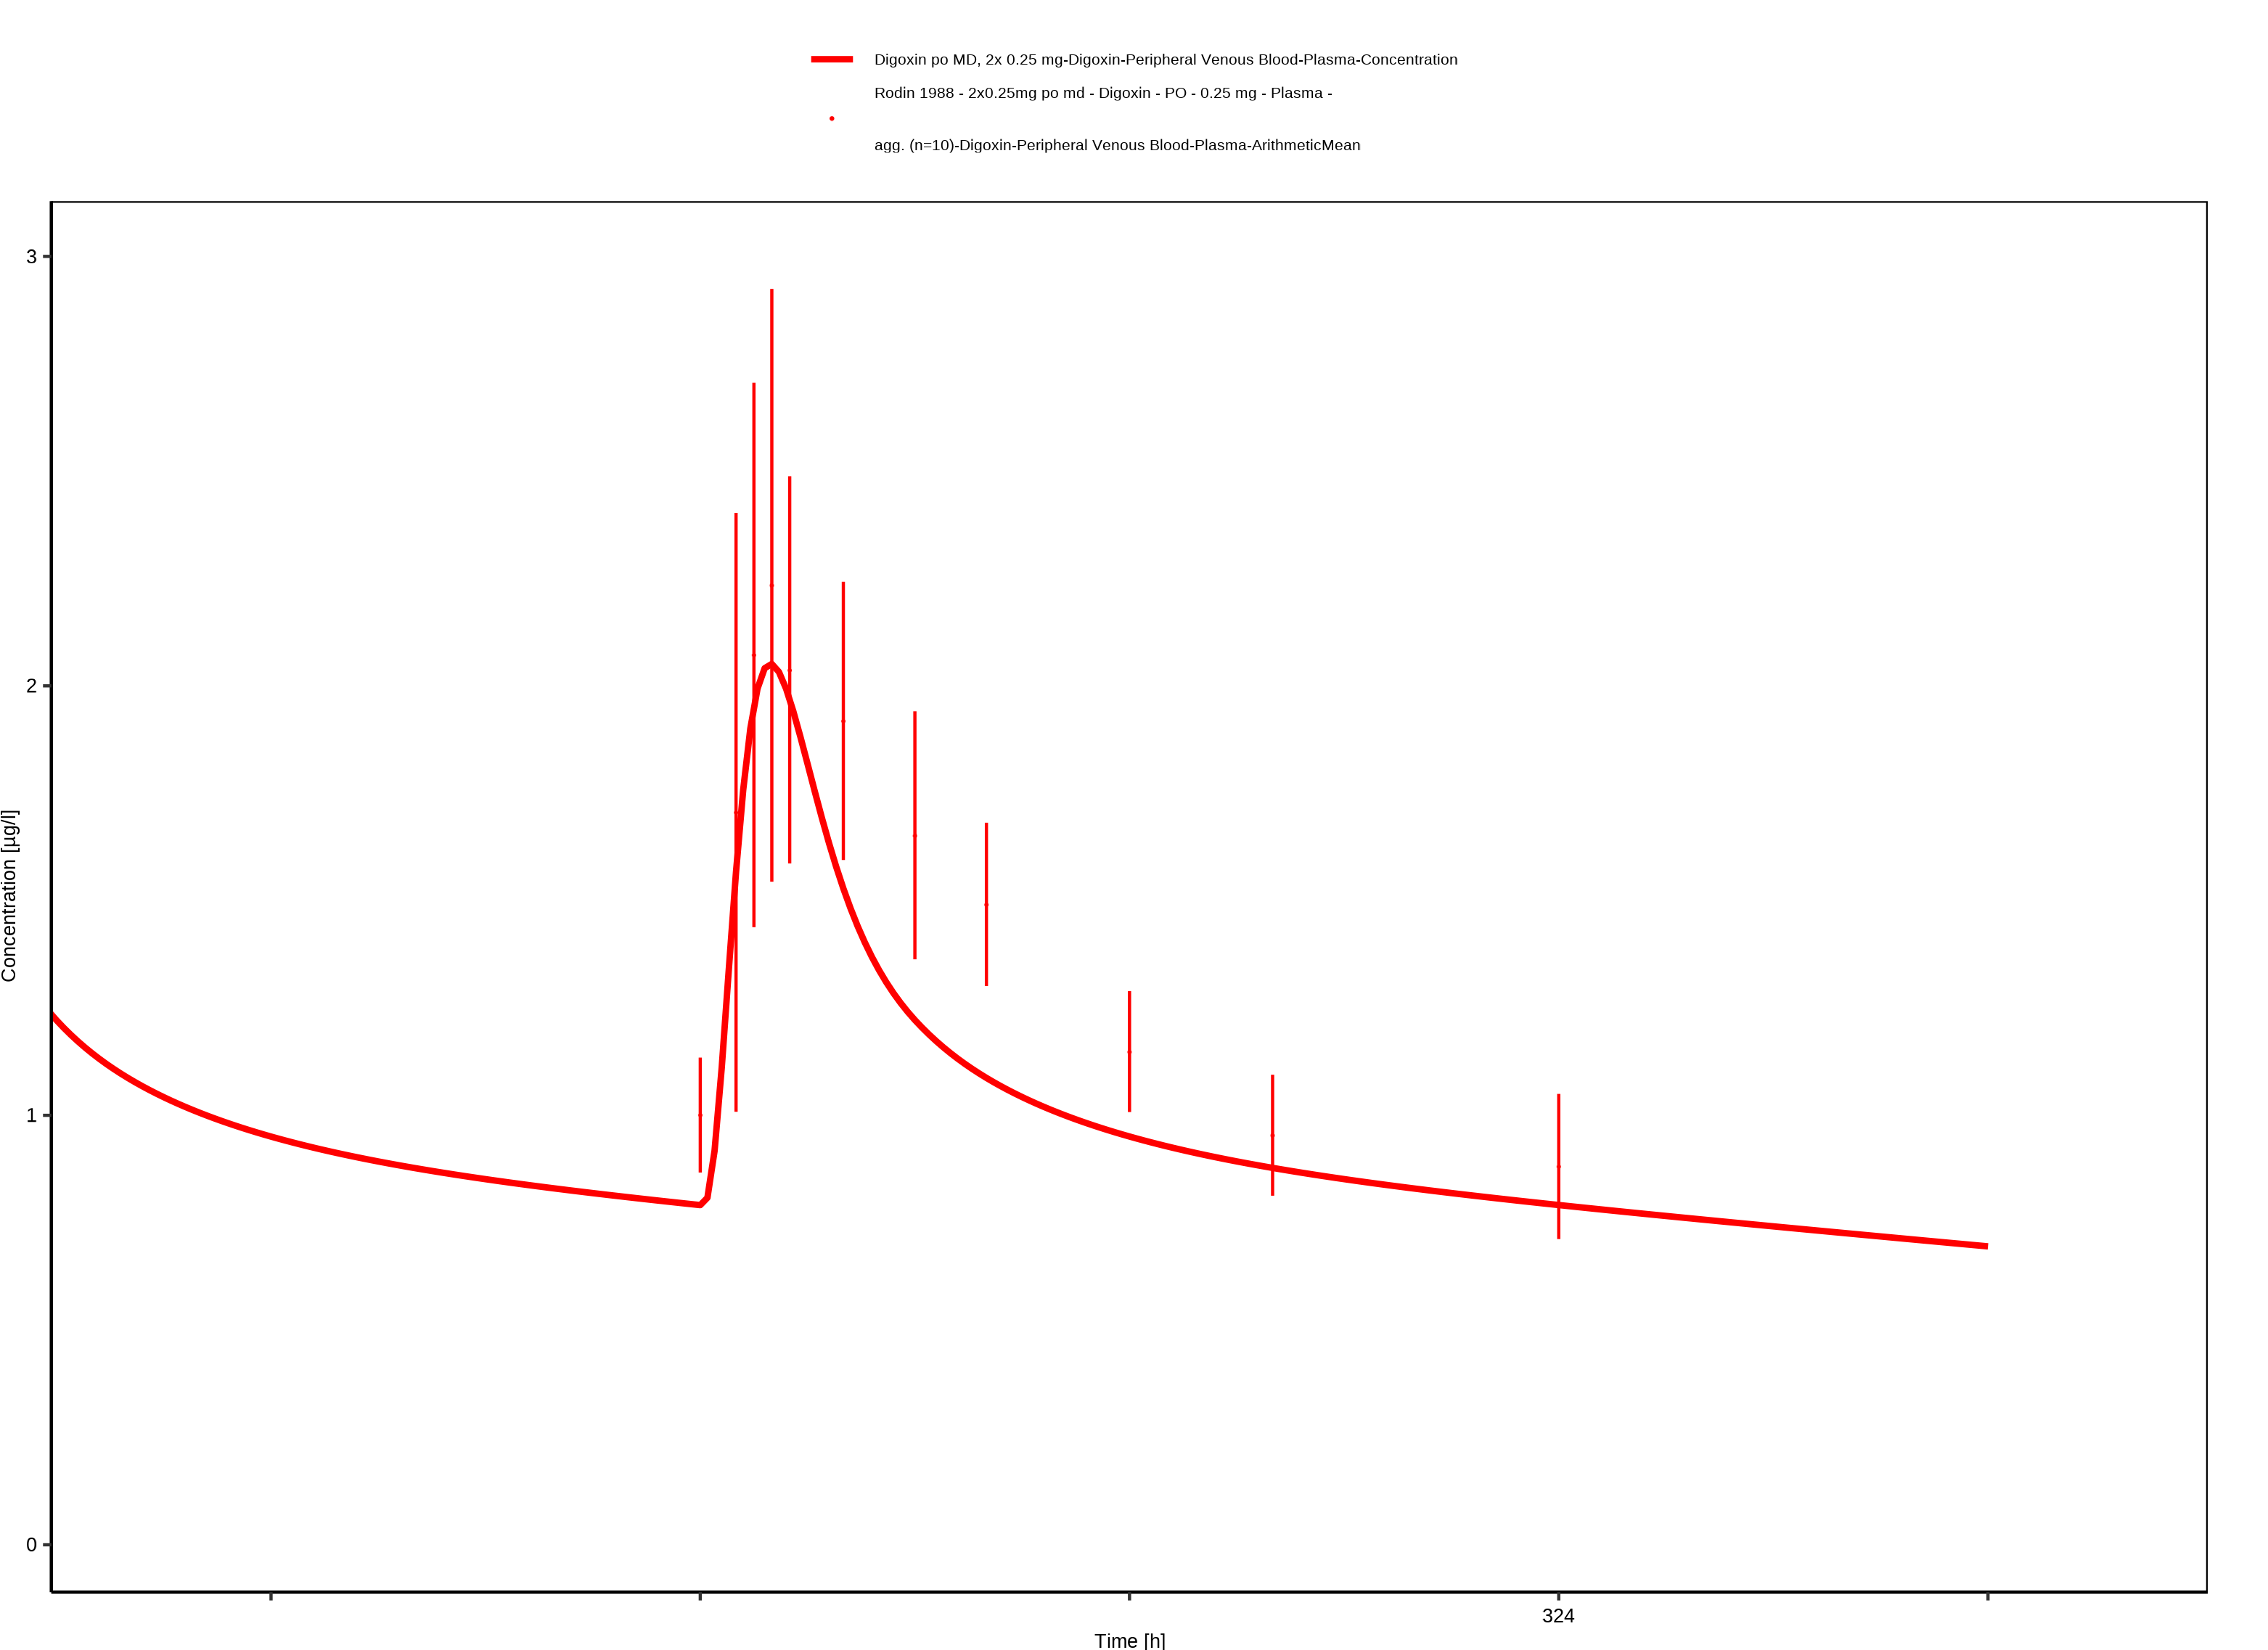 Digoxin po MD, 2x 0.25 mg-Digoxin-Peripheral Venous Blood-Plasma-Concentration
Rodin 1988 - 2x0.25mg po md - Digoxin - PO - 0.25 mg - Plasma -
agg. (n=10)-Digoxin-Peripheral Venous Blood-Plasma-ArithmeticMean
3
2
1
0
Concentration [µg/l]
324
Time [h]